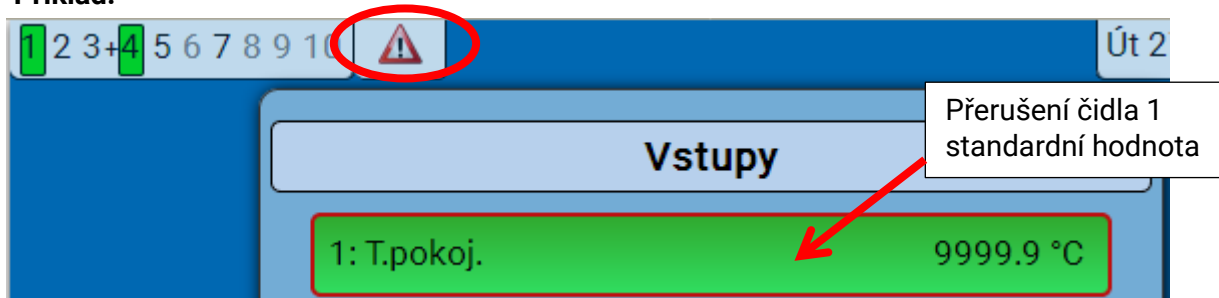 1 2 3+4 5 6 7 8 9 10
Út 2
Přerušení čidla 1
standardní hodnota
Vstupy
1: T.pokoj.
9999.9 °C